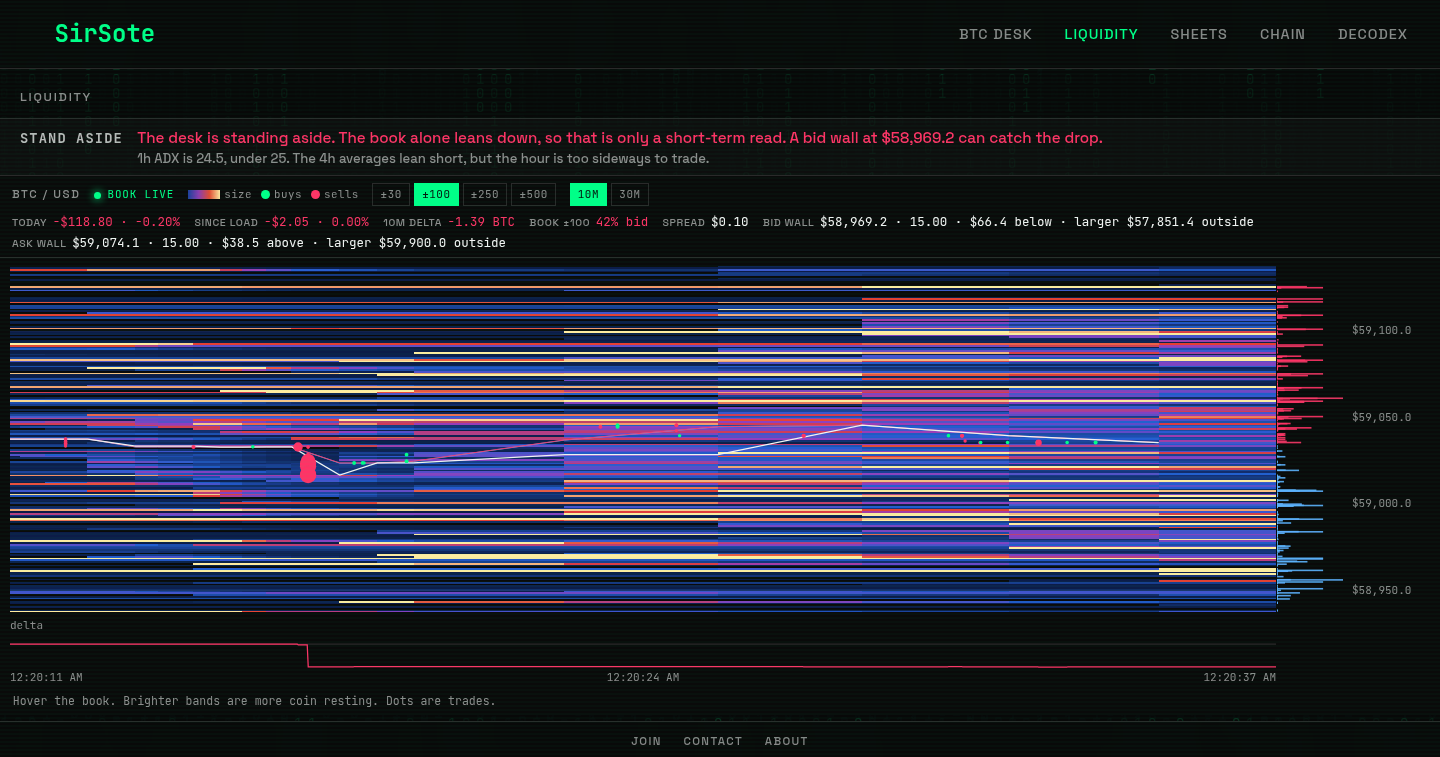 SirSote
BTC DESK LIQUIDITY SHEETS CHAIN DECODEX
LIQUIDITY
STAND ASIDE The desk is standing aside. The book alone leans down, so that is only a short-term read. A bid wall at $58,969.2 can catch the drop.
1h ADX is 24.5, under 25. The 4h averages lean short, but the hour is too sideways to trade.
BTC / USD BOOK LIVE size buys sells ±30 ±100 ±250 ±500 10M 30M
TODAY -$118.80 · -0.20% SINCE LOAD -$2.05 · 0.00% 10M DELTA -1.39 BTC BOOK ±100 42% bid SPREAD $0.10 BID WALL $58,969.2 · 15.00 · $66.4 below · larger $57,851.4 outside
ASK WALL $59,074.1 · 15.00 · $38.5 above · larger $59,900.0 outside
$59,100.0
$59,050.0
$59,000.0
$58,950.0
delta
12:20:11 AM 12:20:24 AM 12:20:37 AM
Hover the book. Brighter bands are more coin resting. Dots are trades.
JOIN CONTACT ABOUT